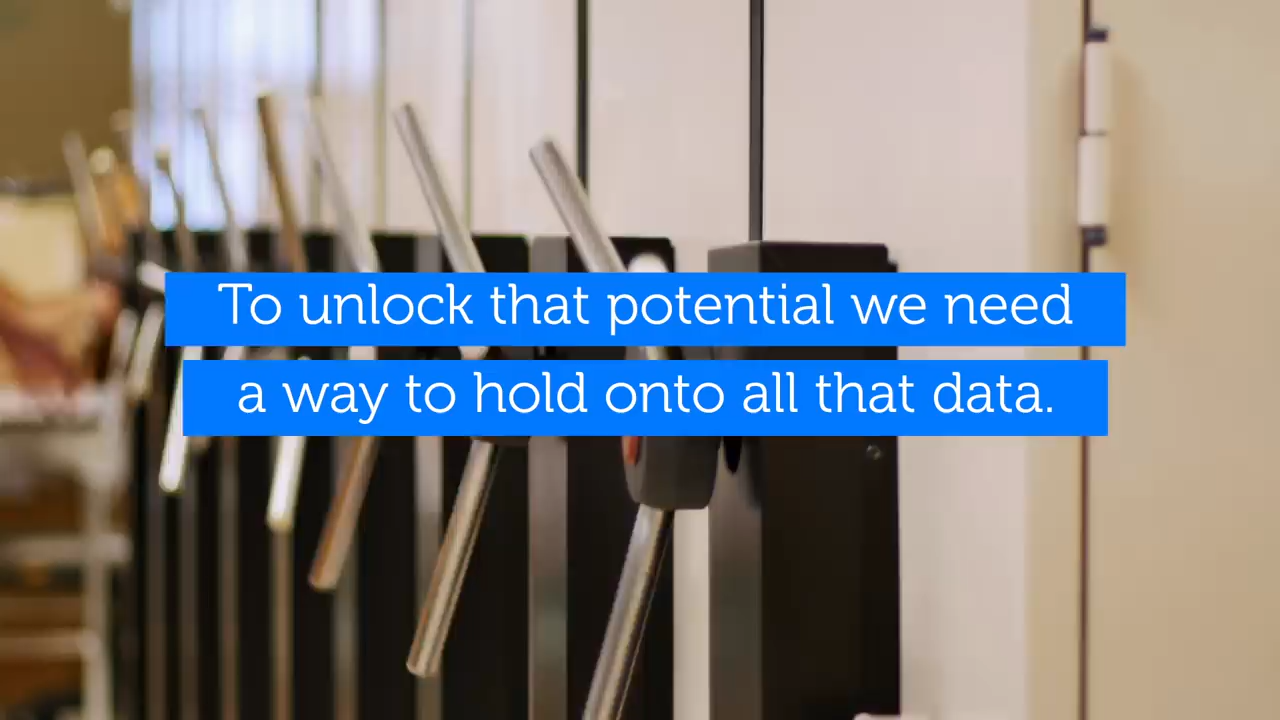 To unlock that potential we need
a way to hold onto all that data.